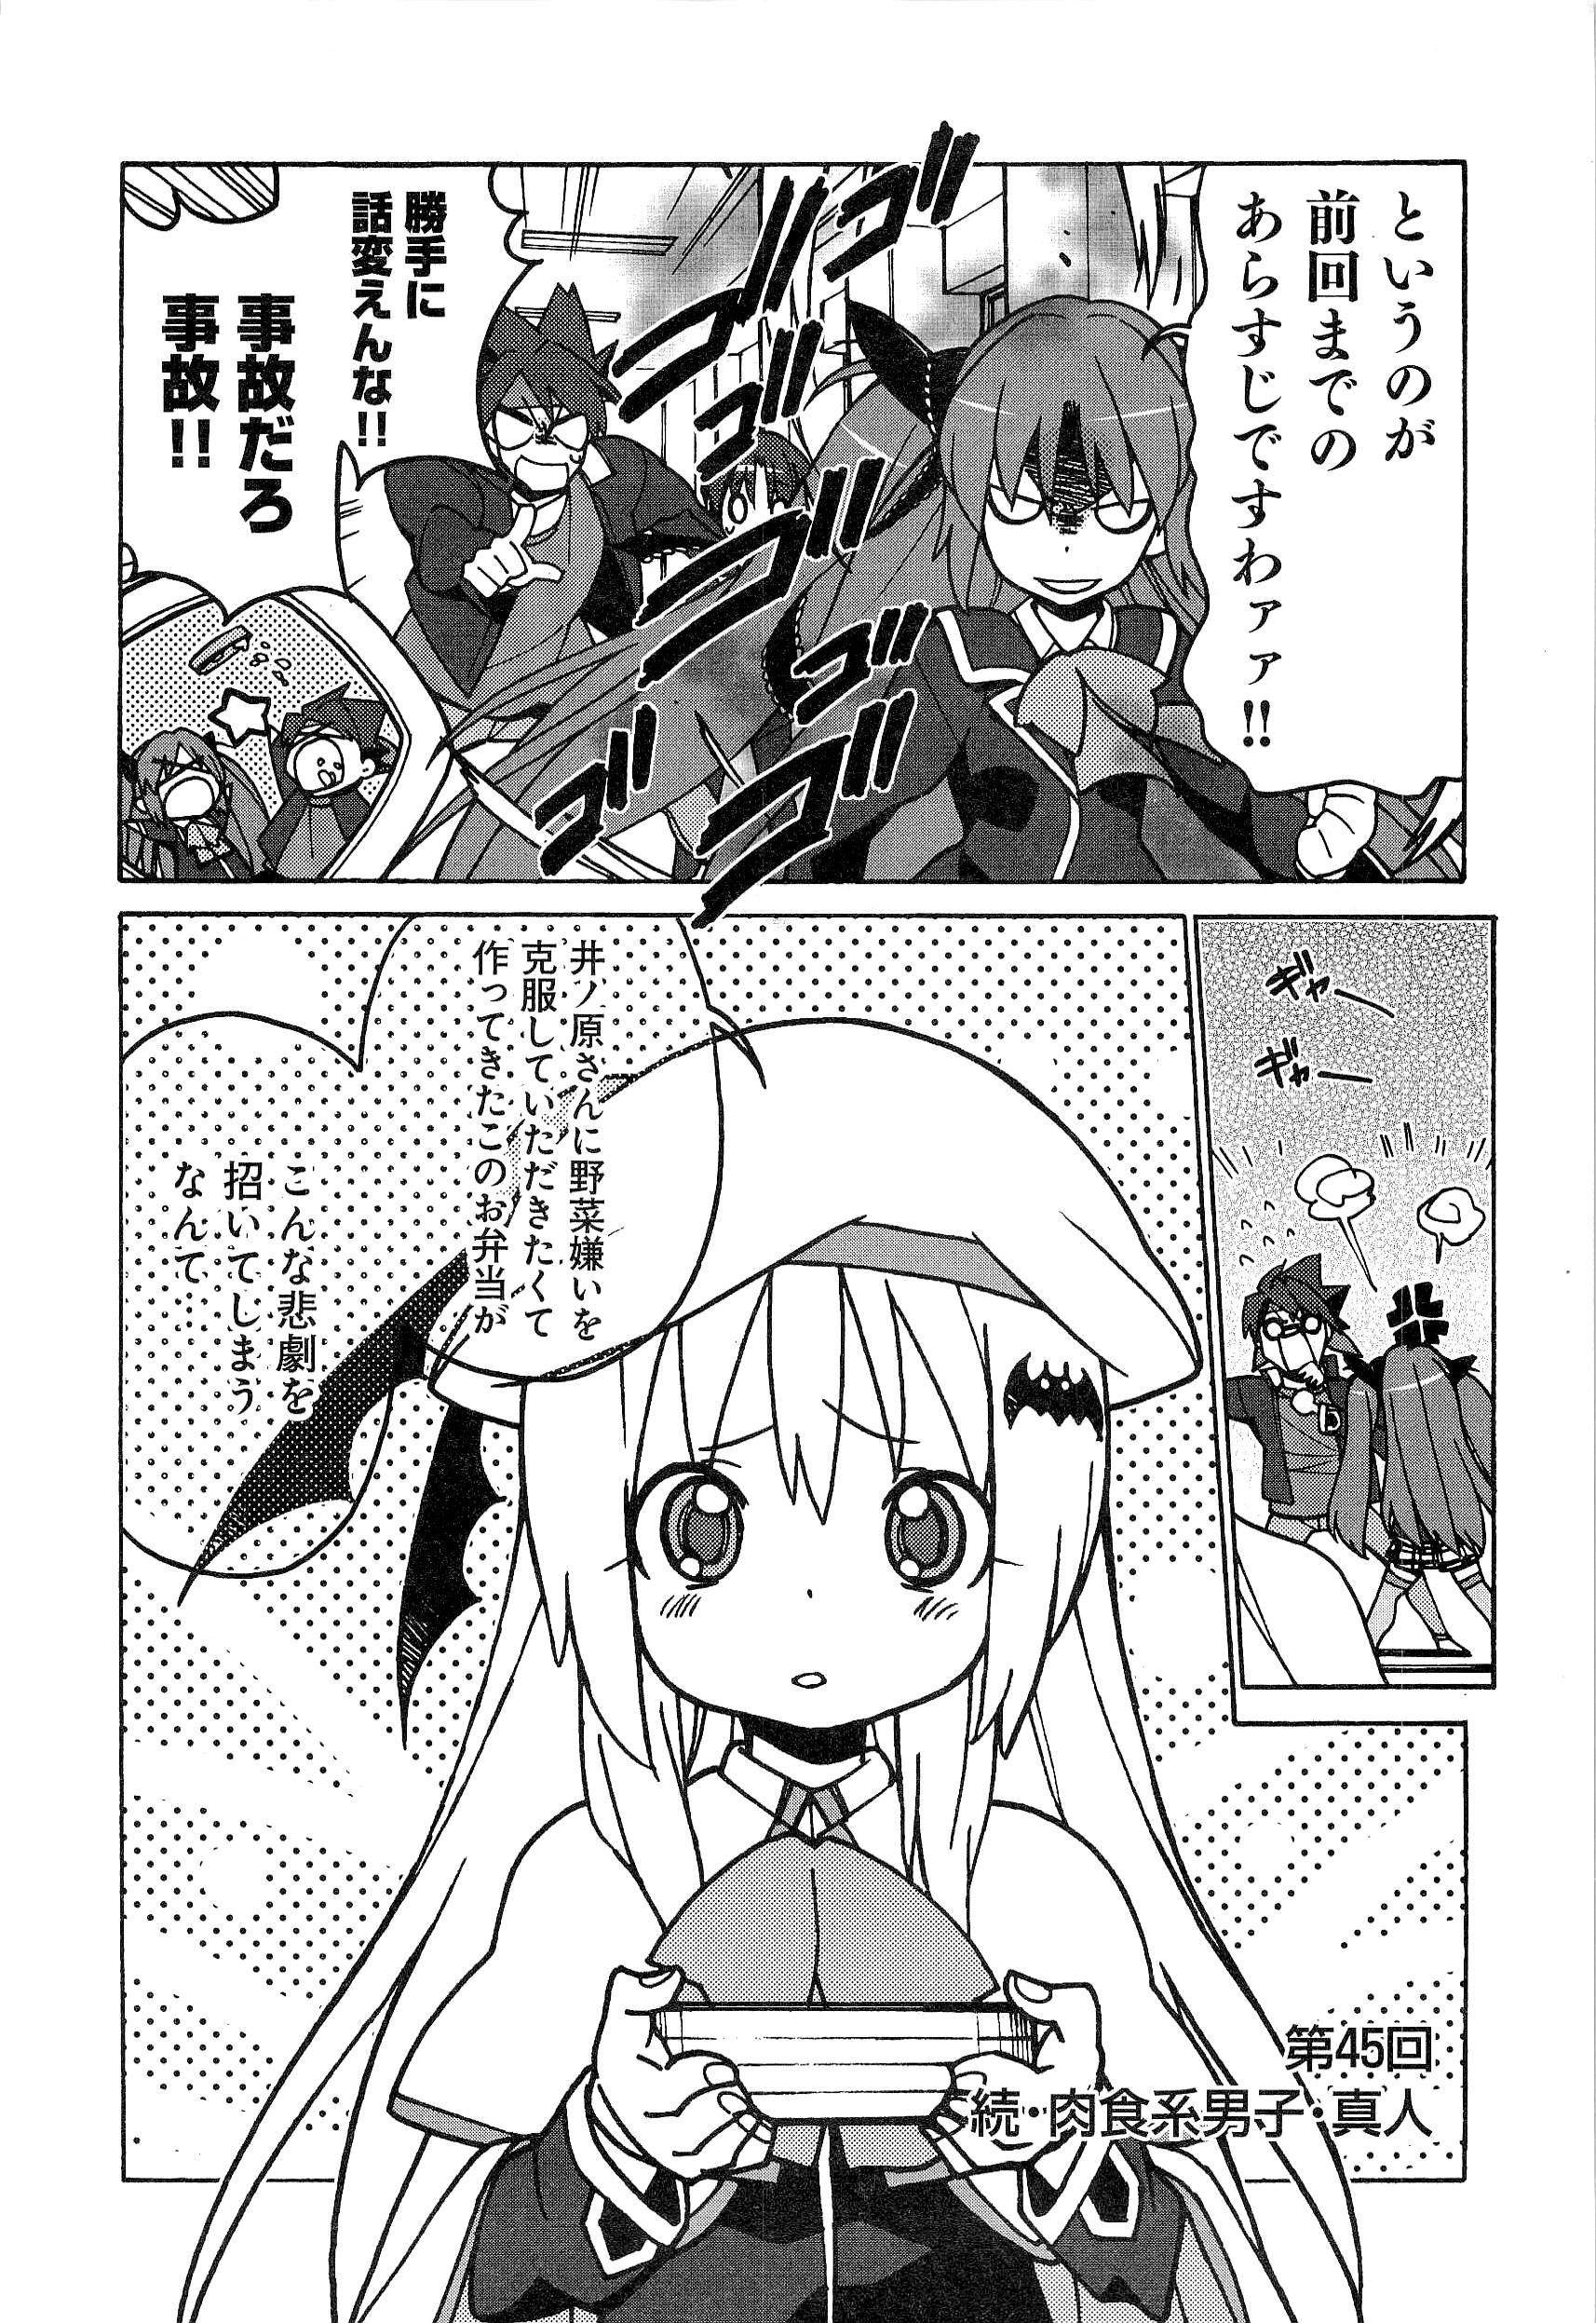 というのが
前回までの
あらすじですわァァ!!
ゴゴゴゴゴゴゴゴ
勝手に
話変えんな!!
事故だろ
事故!!
ギャー
ギャー
井ノ原さんに野菜嫌いを
克服していただきたくて
作ってきたこのお弁当が
こんな悲劇を
招いてしまう
なんて…
第45回
続・肉食系男子・真人